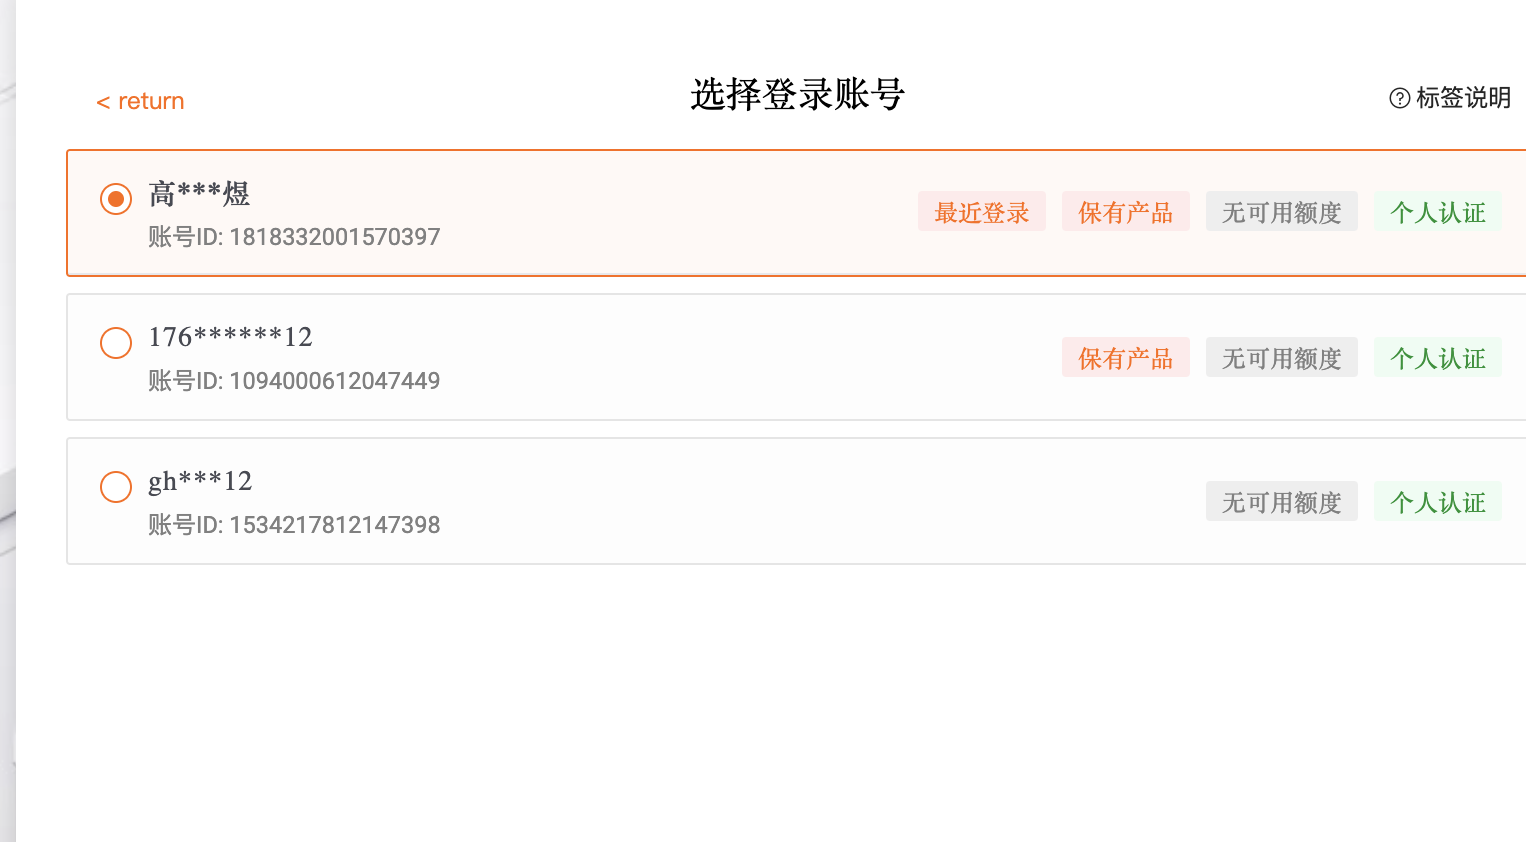 < return
选择登录账号
标签说明
高***煜
最近登录 保有产品 无可用额度 个人认证
账号ID: 1818332001570397
176******12
保有产品 无可用额度 个人认证
账号ID: 1094000612047449
gh***12
无可用额度 个人认证
账号ID: 1534217812147398